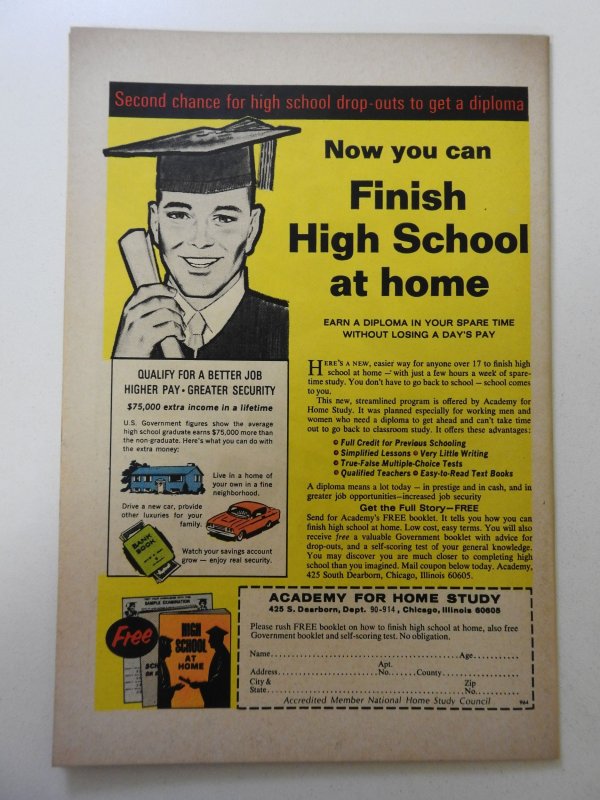 Second chance for high school drop-outs to get a diploma
Now you can
Finish
High School
at home
EARN A DIPLOMA IN YOUR SPARE TIME
WITHOUT LOSING A DAY'S PAY
QUALIFY FOR A BETTER JOB
HIGHER PAY • GREATER SECURITY
$75,000 extra income in a lifetime
U.S. Government figures show the average
high school graduate earns $75,000 more than
the non-graduate. Here's what you can do with
the extra money:
Live in a home of
your own in a fine
neighborhood.
Drive a new car, provide
other luxuries for your
family.
BANK
BOOK
Watch your savings account
grow — enjoy real security.
HERE'S A NEW, easier way for anyone over 17 to finish high
school at home — with just a few hours a week of spare-
time study. You don't have to go back to school — school comes
to you.
This new, streamlined program is offered by Academy for
Home Study. It was planned especially for working men and
women who need a diploma to get ahead and can't take time
out to go back to classroom study. It offers these advantages:
Full Credit for Previous Schooling
Simplified Lessons Very Little Writing
True-False Multiple-Choice Tests
Qualified Teachers Easy-to-Read Text Books
A diploma means a lot today — in prestige and in cash, and in
greater job opportunities—increased job security
Get the Full Story—FREE
Send for Academy's FREE booklet. It tells you how you can
finish high school at home. Low cost, easy terms. You will also
receive free a valuable Government booklet with advice for
drop-outs, and a self-scoring test of your general knowledge.
You may discover you are much closer to completing high
school than you imagined. Mail coupon below today. Academy,
425 South Dearborn, Chicago, Illinois 60605.
Free
SAMPLE EXAMINATION
HIGH
SCHOOL
AT
HOME
ACADEMY FOR HOME STUDY
425 S. Dearborn, Dept. 90-914, Chicago, Illinois 60605
Please rush FREE booklet on how to finish high school at home, also free
Government booklet and self-scoring test. No obligation.
Name Age
Apt.
Address No. County
City & Zip
State No.
Accredited Member National Home Study Council